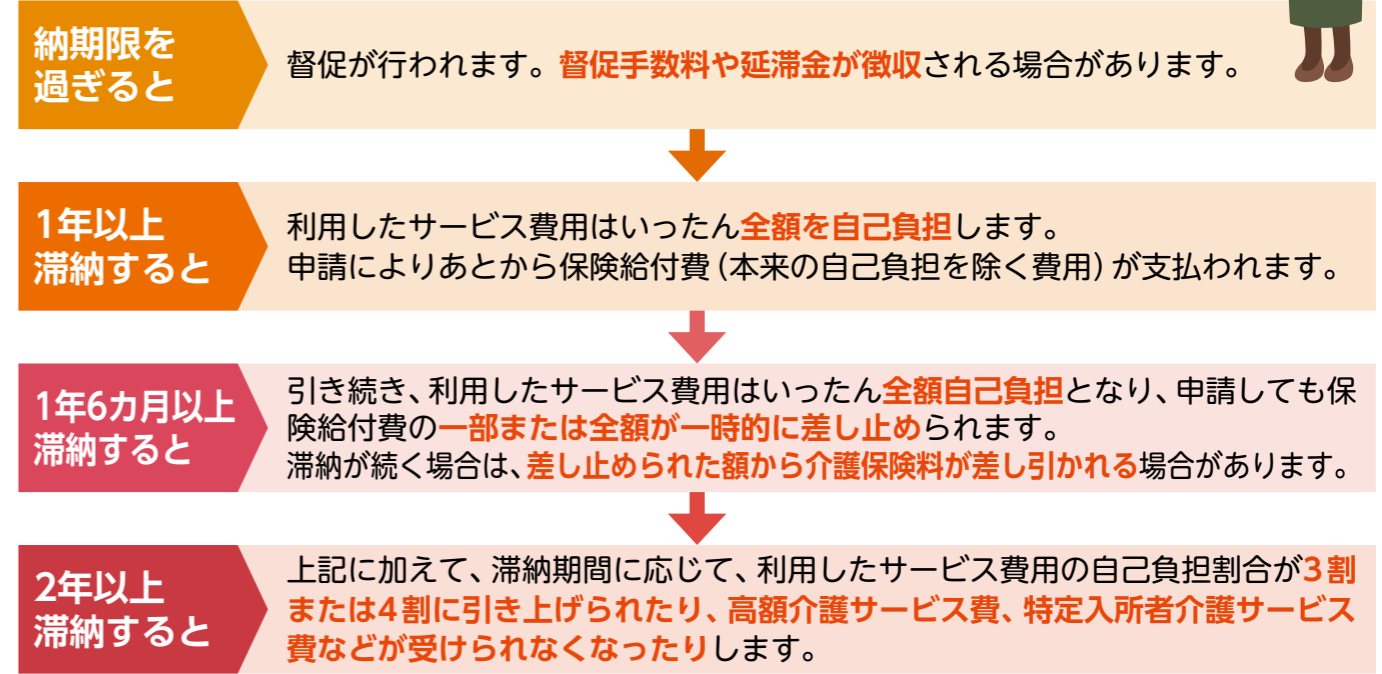 納期限を
過ぎると
督促が行われます。督促手数料や延滞金が徴収される場合があります。
1年以上
滞納すると
利用したサービス費用はいったん全額を自己負担します。
申請によりあとから保険給付費(本来の自己負担を除く費用)が支払われます。
1年6カ月以上
滞納すると
引き続き、利用したサービス費用はいったん全額自己負担となり、申請しても保
険給付費の一部または全額が一時的に差し止められます。
滞納が続く場合は、差し止められた額から介護保険料が差し引かれる場合があります。
2年以上
滞納すると
上記に加えて、滞納期間に応じて、利用したサービス費用の自己負担割合が3割
または4割に引き上げられたり、高額介護サービス費、特定入所者介護サービス
費などが受けられなくなったりします。